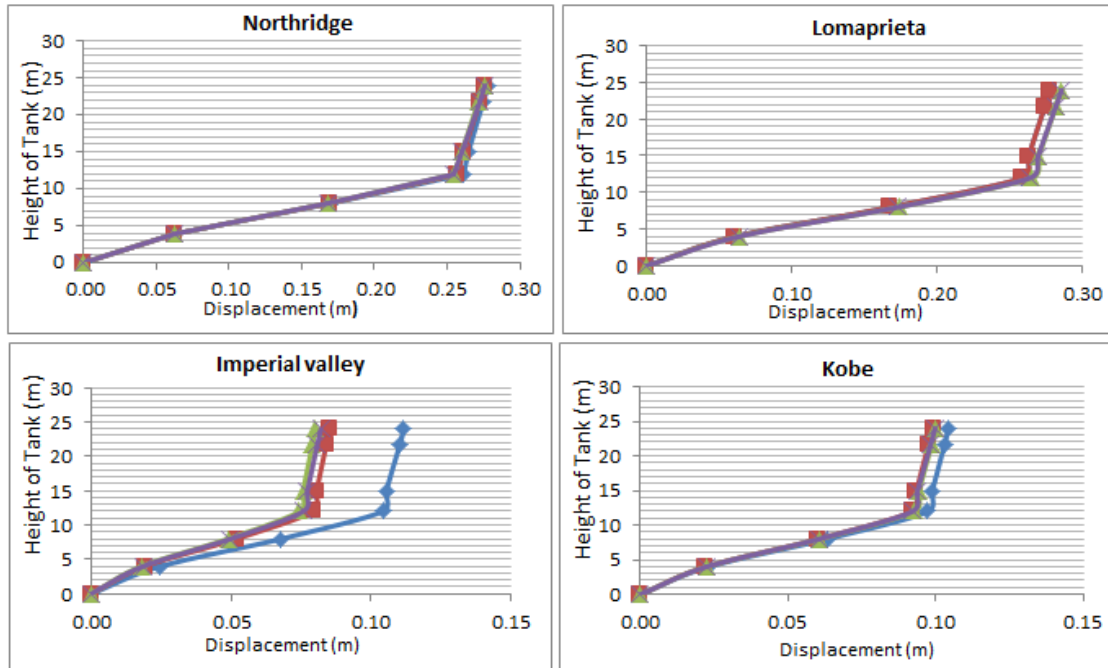 Northridge
Height of Tank (m)
30
25
20
15
10
5
0
0.00 0.05 0.10 0.15 0.20 0.25 0.30
Displacement (m)
Lomaprieta
Height of Tank (m)
30
25
20
15
10
5
0
0.00 0.10 0.20 0.30
Displacement (m)
Imperial valley
Height of Tank (m)
30
25
20
15
10
5
0
0.00 0.05 0.10 0.15
Displacement (m)
Kobe
Height of Tank (m)
30
25
20
15
10
5
0
0.00 0.05 0.10 0.15
Displacement (m)